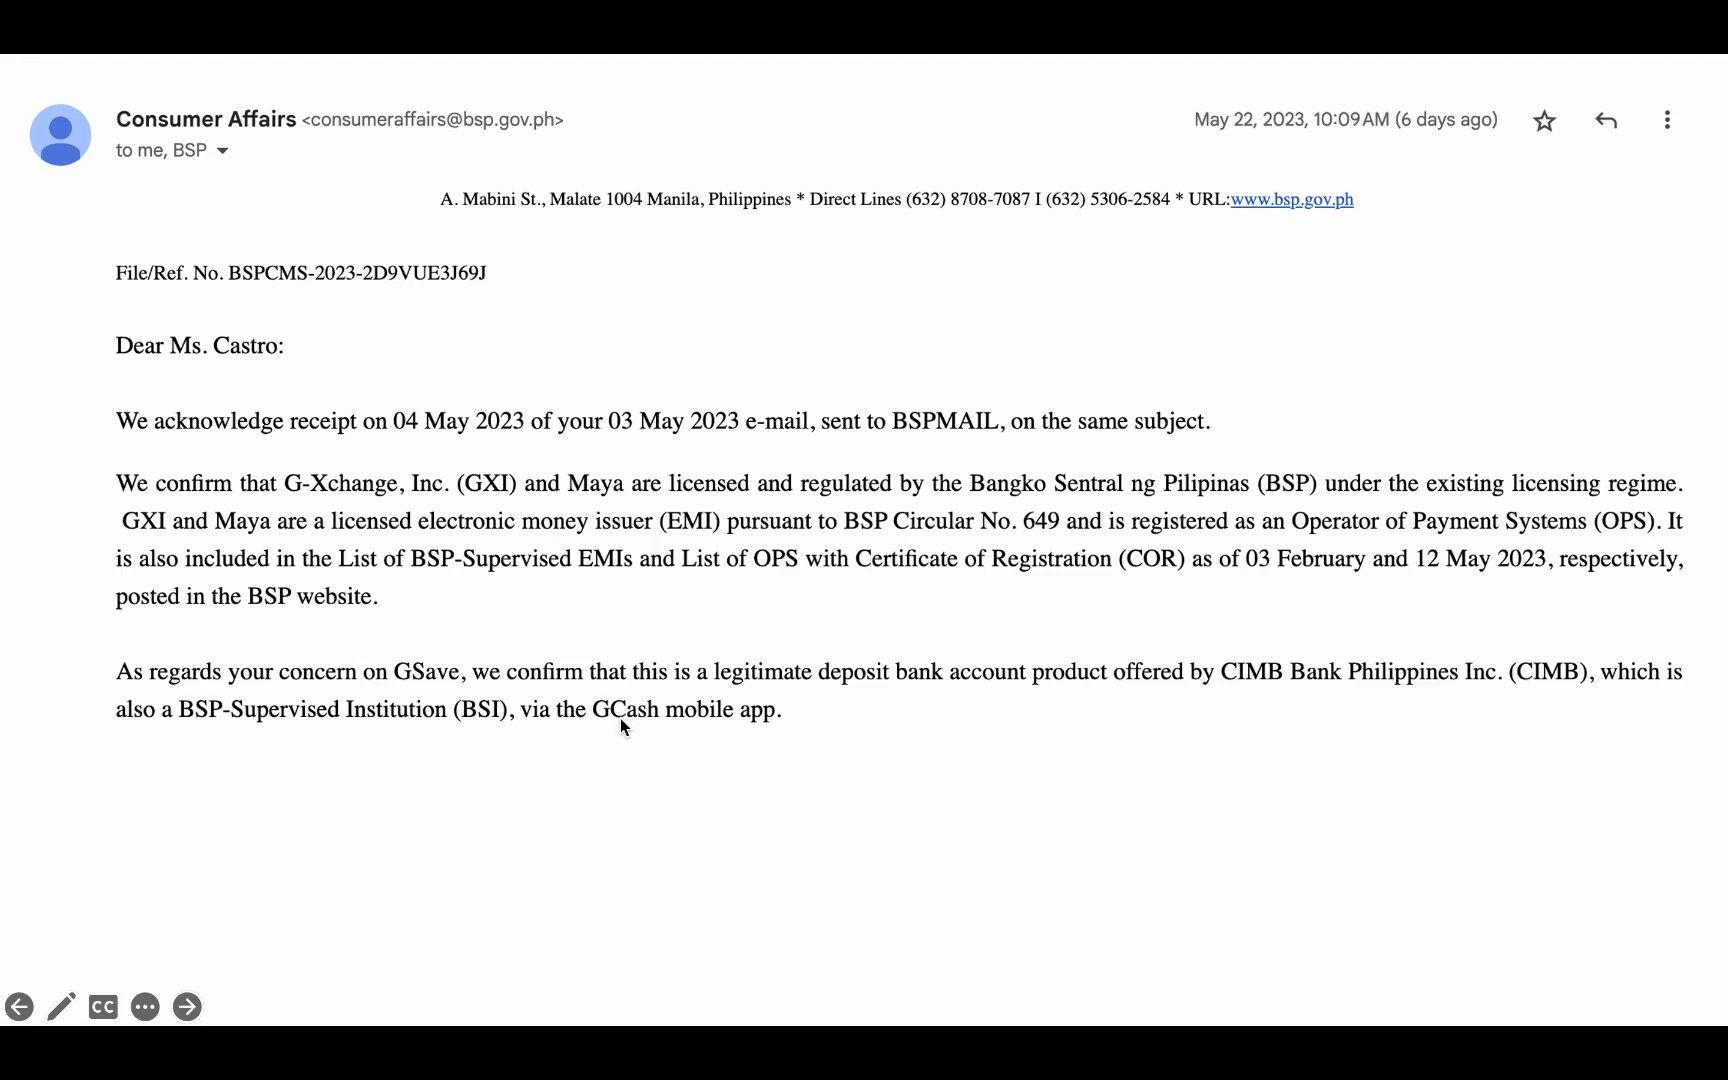 Consumer Affairs <consumeraffairs@bsp.gov.ph>
May 22, 2023, 10:09 AM (6 days ago)
to me, BSP
A. Mabini St., Malate 1004 Manila, Philippines * Direct Lines (632) 8708-7087 I (632) 5306-2584 * URL:www.bsp.gov.ph
File/Ref. No. BSPCMS-2023-2D9VUE3J69J
Dear Ms. Castro:
We acknowledge receipt on 04 May 2023 of your 03 May 2023 e-mail, sent to BSPMAIL, on the same subject.
We confirm that G-Xchange, Inc. (GXI) and Maya are licensed and regulated by the Bangko Sentral ng Pilipinas (BSP) under the existing licensing regime.
GXI and Maya are a licensed electronic money issuer (EMI) pursuant to BSP Circular No. 649 and is registered as an Operator of Payment Systems (OPS). It
is also included in the List of BSP-Supervised EMIs and List of OPS with Certificate of Registration (COR) as of 03 February and 12 May 2023, respectively,
posted in the BSP website.
As regards your concern on GSave, we confirm that this is a legitimate deposit bank account product offered by CIMB Bank Philippines Inc. (CIMB), which is
also a BSP-Supervised Institution (BSI), via the GCash mobile app.
CC